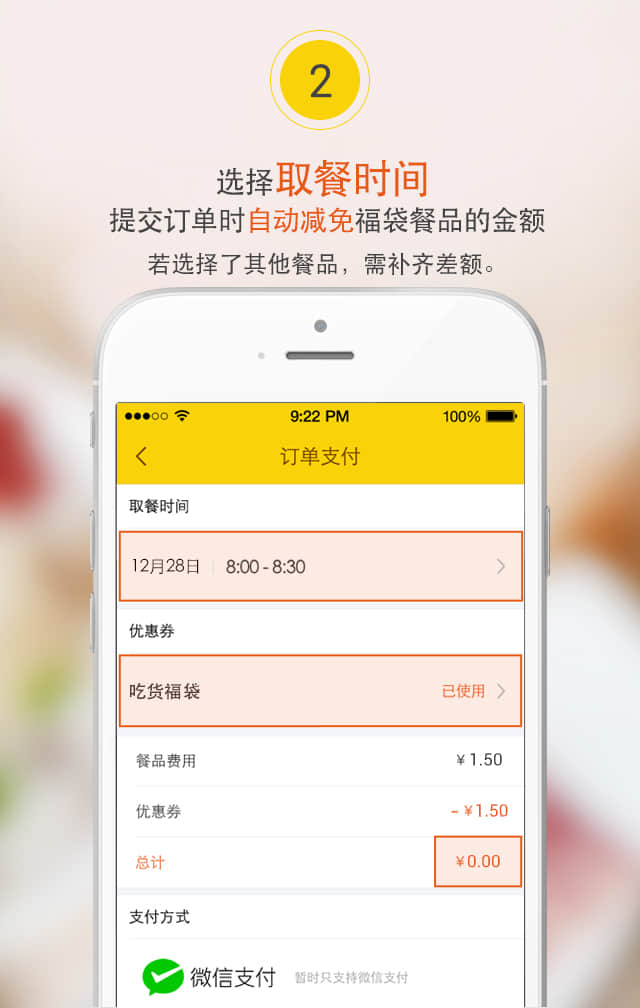 2
选择取餐时间
提交订单时自动减免福袋餐品的金额
若选择了其他餐品，需补齐差额。
9:22 PM 100%
订单支付
取餐时间
12月28日 8:00 - 8:30
优惠券
吃货福袋 已使用
餐品费用 ¥ 1.50
优惠券 - ¥ 1.50
总计 ¥ 0.00
支付方式
微信支付 暂时只支持微信支付